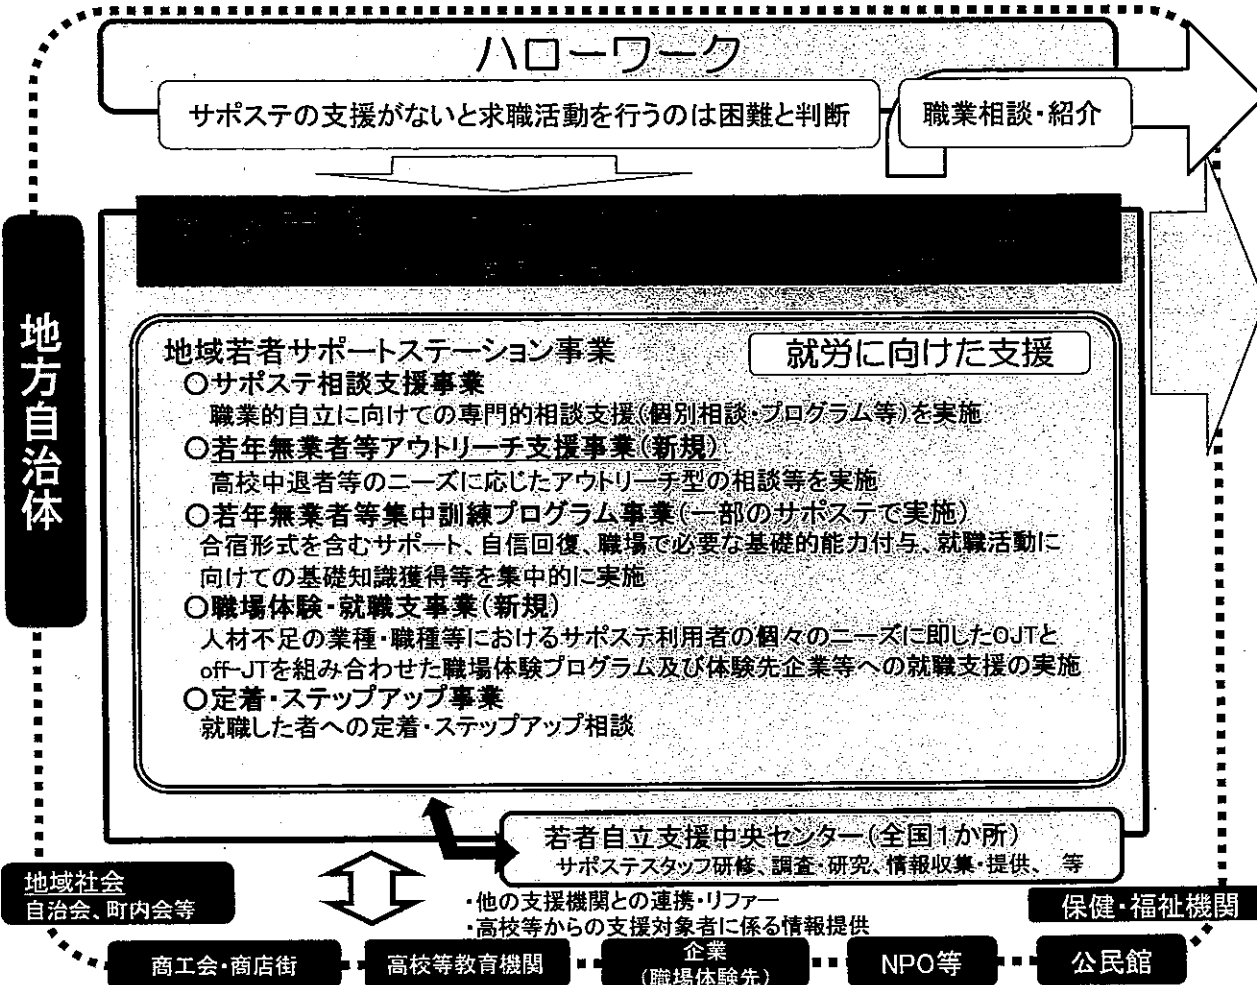 ハローワーク
サポステの支援がないと求職活動を行うのは困難と判断
職業相談・紹介
地方自治体
地域若者サポートステーション事業
就労に向けた支援
○サポステ相談支援事業
職業的自立に向けての専門的相談支援(個別相談・プログラム等)を実施
○若年無業者等アウトリーチ支援事業(新規)
高校中退者等のニーズに応じたアウトリーチ型の相談等を実施
○若年無業者等集中訓練プログラム事業(一部のサポステで実施)
合宿形式を含むサポート、自信回復、職場で必要な基礎的能力付与、就職活動に
向けての基礎知識獲得等を集中的に実施
○職場体験・就職支事業(新規)
人材不足の業種・職種等におけるサポステ利用者の個々のニーズに即したOJTと
off-JTを組み合わせた職場体験プログラム及び体験先企業等への就職支援の実施
○定着・ステップアップ事業
就職した者への定着・ステップアップ相談
若者自立支援中央センター(全国1か所)
サポステスタッフ研修、調査・研究、情報収集・提供、 等
地域社会
自治会、町内会等
・他の支援機関との連携・リファー
・高校等からの支援対象者に係る情報提供
保健・福祉機関
商工会・商店街
高校等教育機関
企業
(職場体験先)
NPO等
公民館